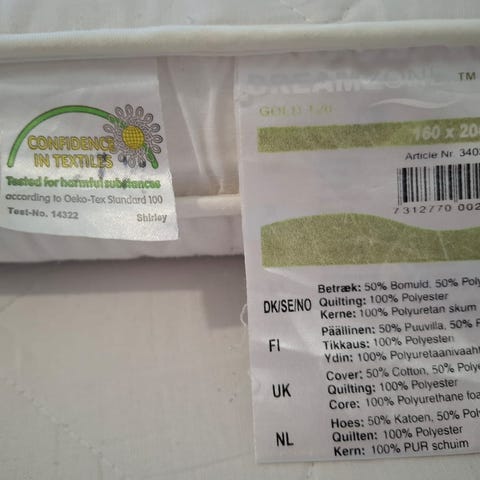 CONFIDENCE
IN TEXTILES
Tested for harmful substances
according to Oeko-Tex Standard 100
Test-No. 14322 Shirley
DREAMZONE ™
GOLD
160 x 20
Article Nr. 340
7 312770 002
DK/SE/NO
Betræk: 50% Bomuld, 50% Poly
Quilting: 100% Polyester
Kerne: 100% Polyuretan skum
FI
Päällinen: 50% Puuvilla, 50% P
Tikkaus: 100% Polyesteri
Ydin: 100% Polyuretaanivaaht
UK
Cover: 50% Cotton, 50% Polye
Quilting: 100% Polyester
Core: 100% Polyurethane foa
NL
Hoes: 50% Katoen, 50% Poly
Quilten: 100% Polyester
Kern: 100% PUR schuim